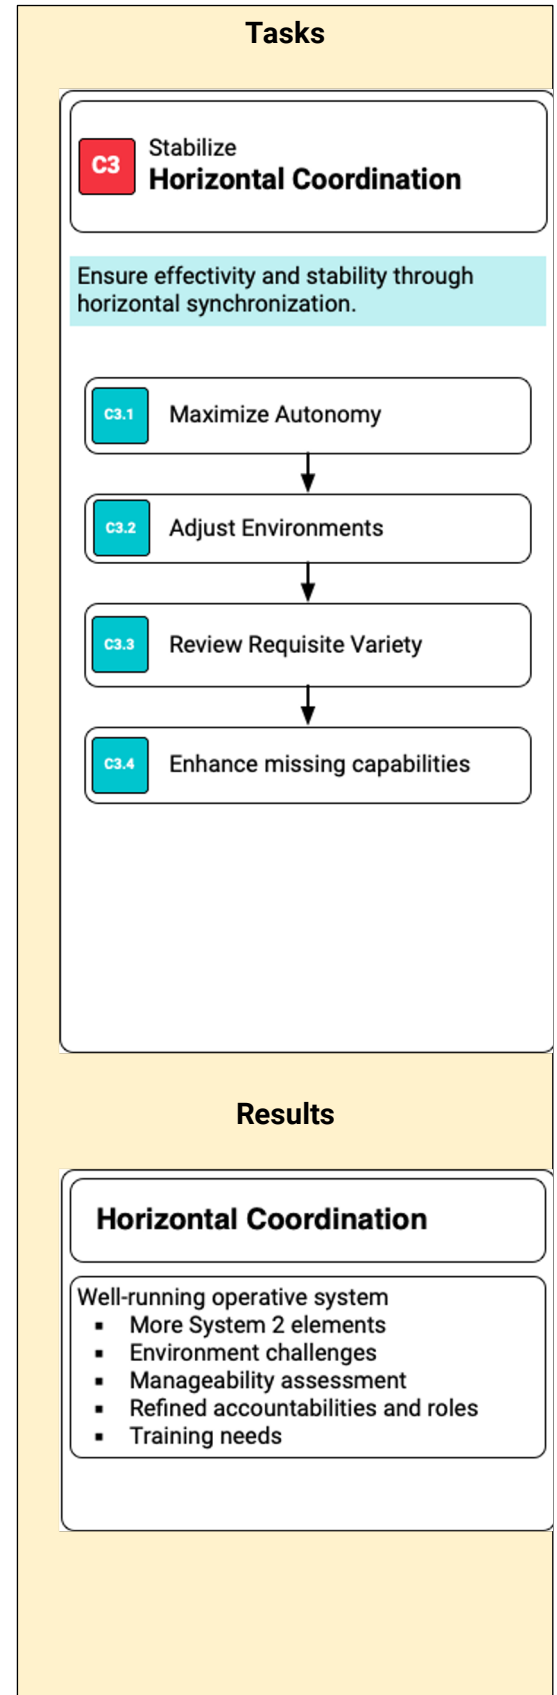 Tasks
C3
Stabilize
Horizontal Coordination
Ensure effectivity and stability through
horizontal synchronization.
C3.1 Maximize Autonomy
C3.2 Adjust Environments
C3.3 Review Requisite Variety
C3.4 Enhance missing capabilities
Results
Horizontal Coordination
Well-running operative system
▪ More System 2 elements
▪ Environment challenges
▪ Manageability assessment
▪ Refined accountabilities and roles
▪ Training needs